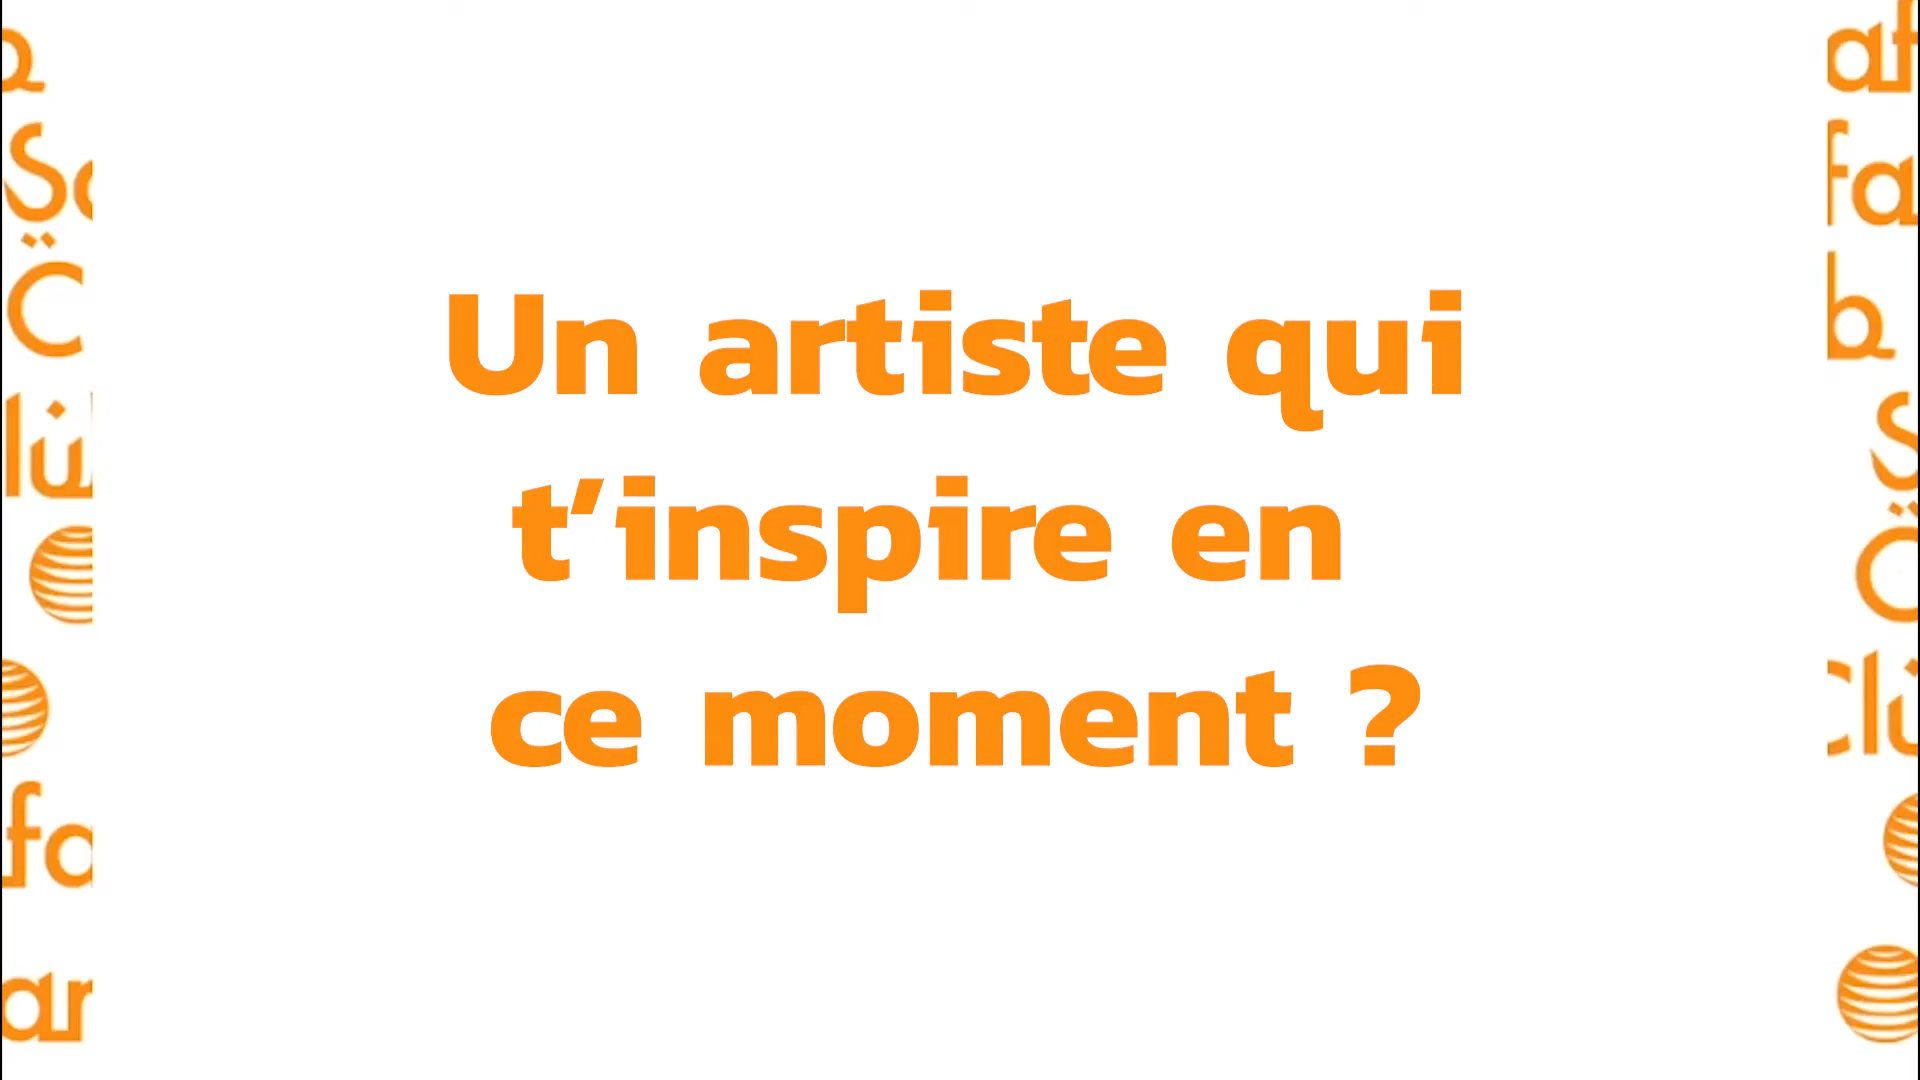 Un artiste qui
t’inspire en
ce moment ?